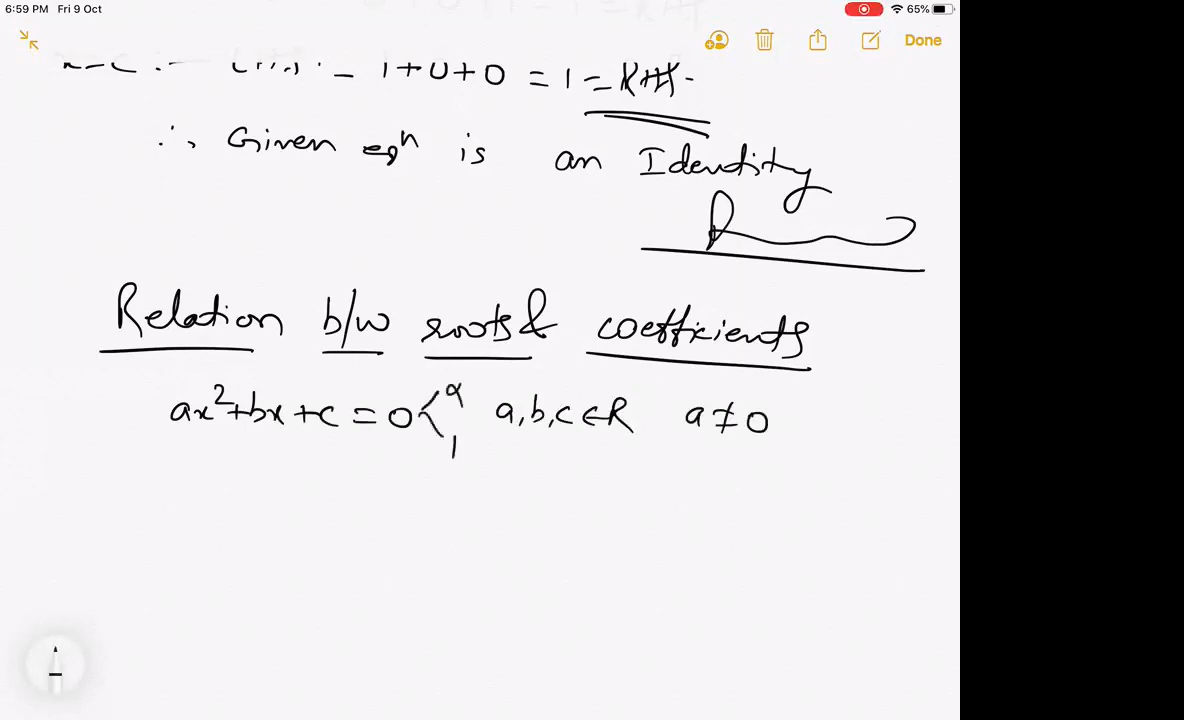 6:59 PM Fri 9 Oct
65%
Done
1+0+0 = 1 =
∴ Given eqn is an Identity
Relation b/w roots & coefficients
ax²+bx+c=0 < α a,b,c ∈ R a ≠ 0